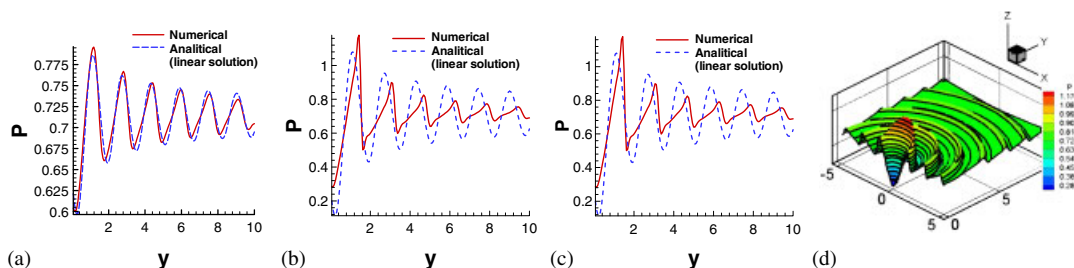 Numerical
Analitical
(linear solution)
0.775
0.75
0.725
0.7
0.675
0.65
0.625
0.6
P
2 4 6 8 10
y
(a)
Numerical
Analitical
(linear solution)
1
0.8
0.6
0.4
0.2
P
2 4 6 8 10
y
(b)
Numerical
Analitical
(linear solution)
1
0.8
0.6
0.4
0.2
P
2 4 6 8 10
y
(c)
Z
Y
X
P
1.17
-5
0
5
0
5
(d)